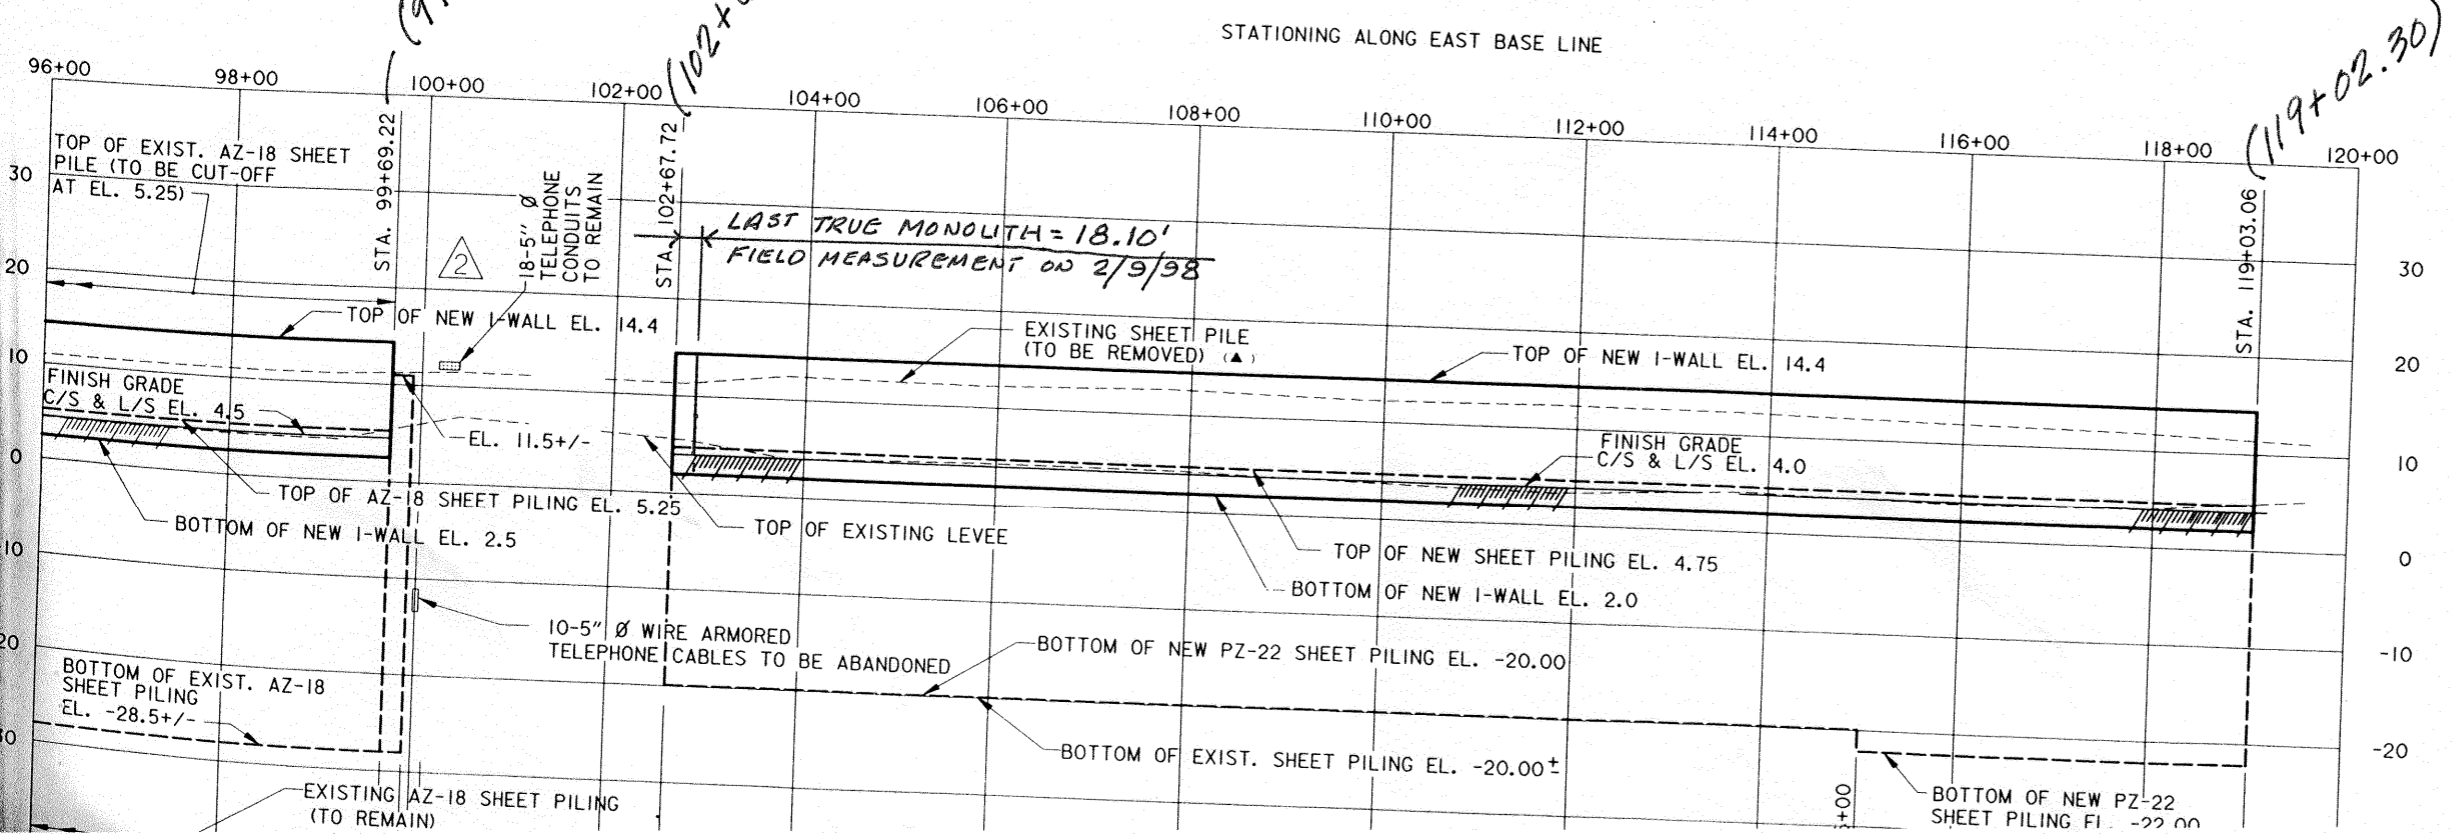 STATIONING ALONG EAST BASE LINE
(119+02.30)
96+00
98+00
100+00
102+00
104+00
106+00
108+00
110+00
112+00
114+00
116+00
118+00
120+00
TOP OF EXIST. AZ-18 SHEET
PILE (TO BE CUT-OFF
AT EL. 5.25)
STA. 99+69.22
18-5" Ø
TELEPHONE
CONDUITS
TO REMAIN
2
STA. 102+67.72
LAST TRUE MONOLITH = 18.10'
FIELD MEASUREMENT ON 2/9/98
STA. 119+03.06
30
20
10
0
10
20
30
20
10
0
-10
-20
TOP OF NEW I-WALL EL. 14.4
EXISTING SHEET PILE
(TO BE REMOVED) (▲)
TOP OF NEW I-WALL EL. 14.4
FINISH GRADE
C/S & L/S EL. 4.5
EL. 11.5+/-
FINISH GRADE
C/S & L/S EL. 4.0
TOP OF AZ-18 SHEET PILING EL. 5.25
BOTTOM OF NEW I-WALL EL. 2.5
TOP OF EXISTING LEVEE
TOP OF NEW SHEET PILING EL. 4.75
BOTTOM OF NEW I-WALL EL. 2.0
10-5" Ø WIRE ARMORED
TELEPHONE CABLES TO BE ABANDONED
BOTTOM OF NEW PZ-22 SHEET PILING EL. -20.00
BOTTOM OF EXIST. AZ-18
SHEET PILING
EL. -28.5+/-
BOTTOM OF EXIST. SHEET PILING EL. -20.00±
EXISTING AZ-18 SHEET PILING
(TO REMAIN)
BOTTOM OF NEW PZ-22
SHEET PILING EL. -22.00